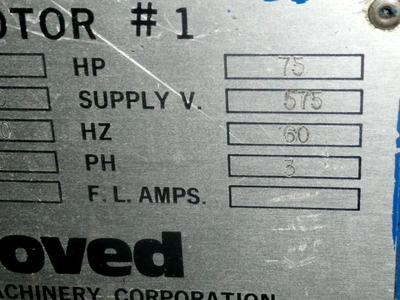 OTOR #1
HP 75
SUPPLY V. 575
HZ 60
PH 3
F. L. AMPS.
oved
ACHINERY CORPORATION